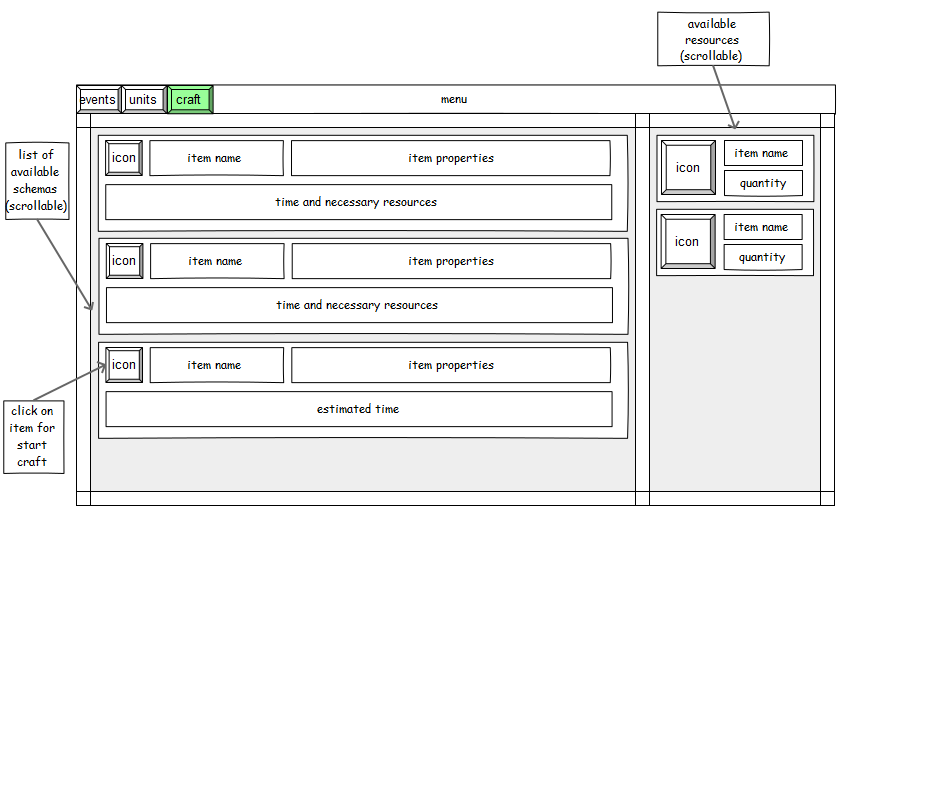 available
resources
(scrollable)
events units craft menu
list of
available
schemas
(scrollable)
icon item name item properties
time and necessary resources
icon item name item properties
time and necessary resources
icon item name item properties
estimated time
click on
item for
start
craft
icon item name
quantity
icon item name
quantity